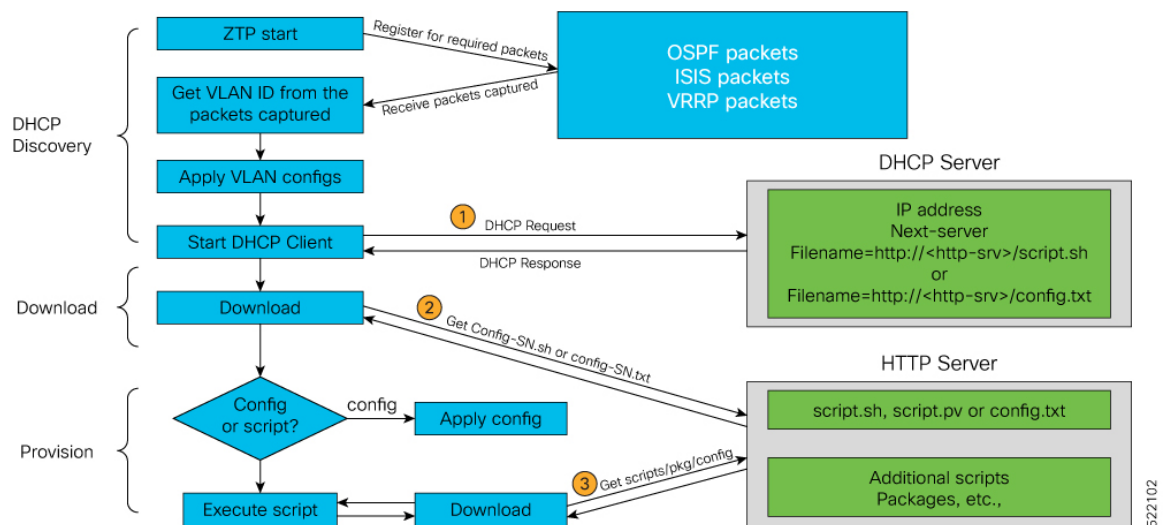 ZTP start
Register for required packets
OSPF packets
ISIS packets
VRRP packets
Receive packets captured
Get VLAN ID from the
packets captured
DHCP
Discovery
Apply VLAN configs
DHCP Server
1
DHCP Request
Start DHCP Client
DHCP Response
IP address
Next-server
Filename=http://<http-srv>/script.sh
or
Filename=http://<http-srv>/config.txt
Download
Download
2
Get Config-SN.sh or config-SN.txt
HTTP Server
Config
or script?
config
Apply config
script.sh, script.pv or config.txt
Provision
3
Get scripts/pkg/config
Additional scripts
Packages, etc.,
Execute script
Download
522102